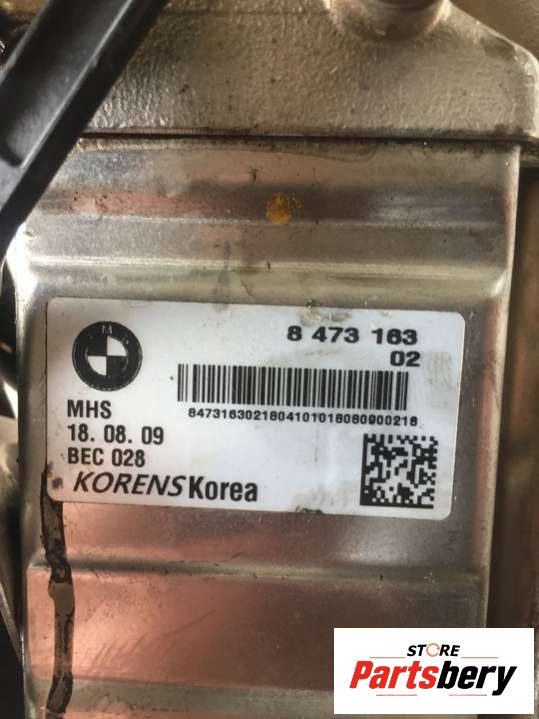 8 473 163
02
8473163021804101018080900218
MHS
18. 08. 09
BEC 028
KORENS Korea
STORE
Partsbery